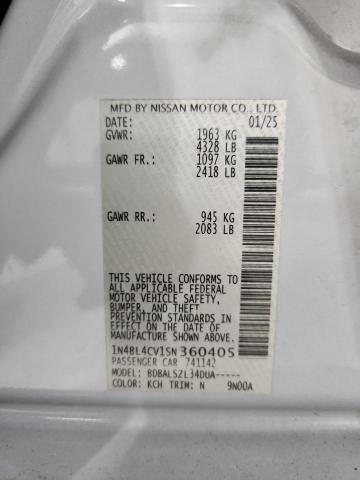 MFD BY NISSAN MOTOR CO., LTD.
DATE: 01/25
GVWR: 1963 KG
4328 LB
GAWR FR.: 1097 KG
2418 LB
GAWR RR.: 945 KG
2083 LB
THIS VEHICLE CONFORMS TO
ALL APPLICABLE FEDERAL
MOTOR VEHICLE SAFETY,
BUMPER, AND THEFT
PREVENTION STANDARDS IN
EFFECT ON THE DATE OF
MANUFACTURE SHOWN ABOVE.
1N4BL4CV1SN360405
PASSENGER CAR 741142
MODEL: BDBALSZL34DUA-----
COLOR: KCH TRIM: N 9N00A